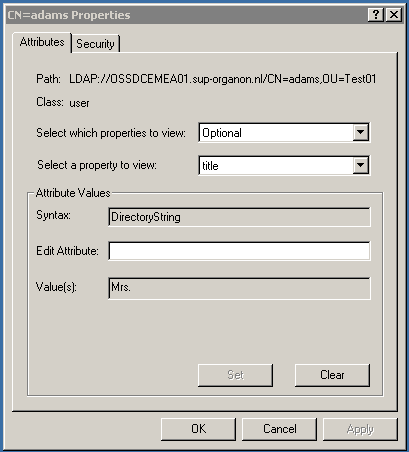 CN=adams Properties
Attributes
Security
Path: LDAP://OSSDCEMEA01.sup-organon.nl/CN=adams,OU=Test01
Class: user
Select which properties to view: Optional
Select a property to view: title
Attribute Values
Syntax: DirectoryString
Edit Attribute:
Value(s): Mrs.
Set Clear
OK Cancel Apply